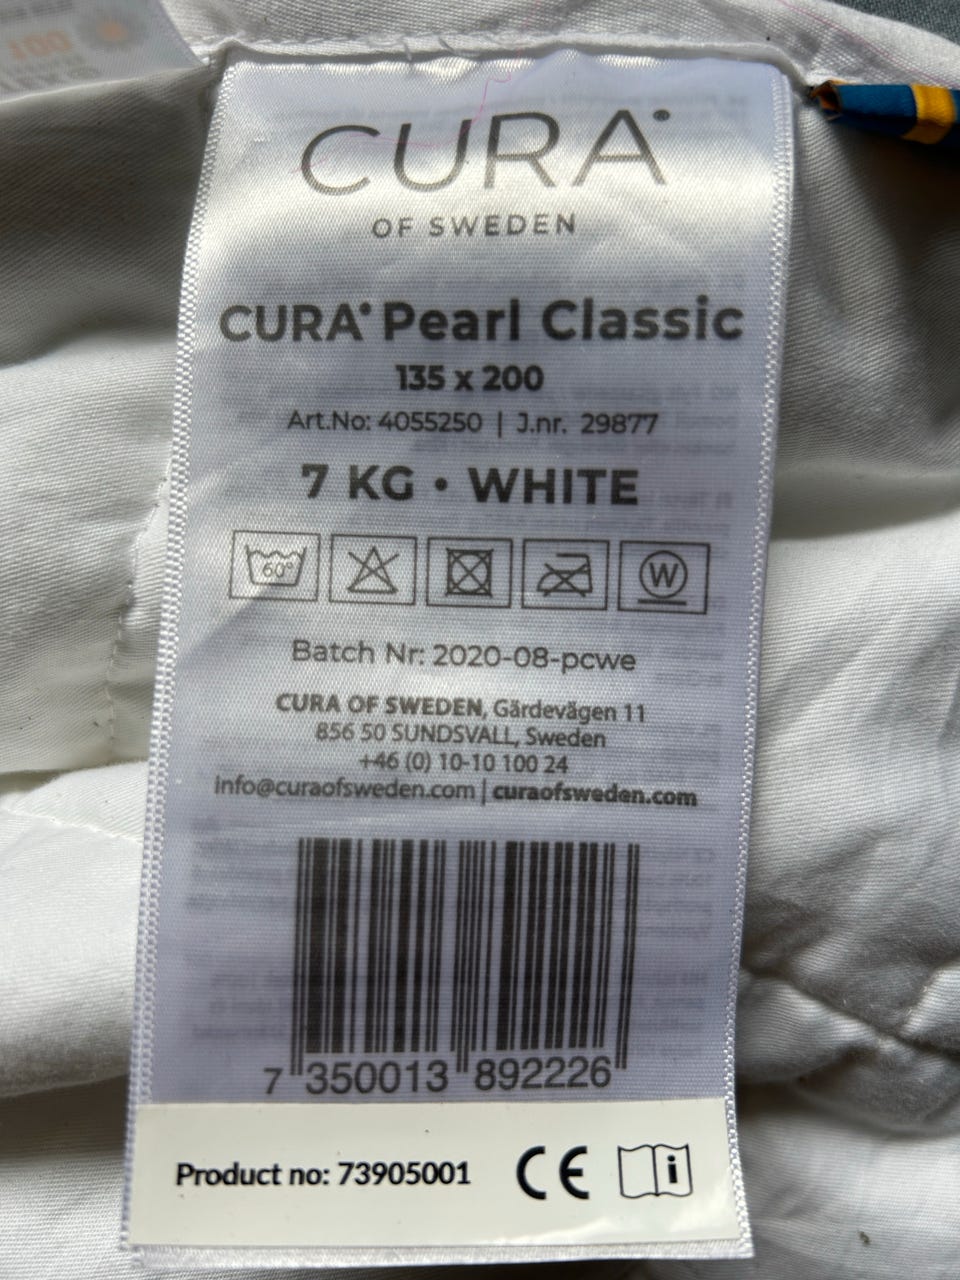 001
CURA
OF SWEDEN
CURA Pearl Classic
135 x 200
Art.No: 4055250 | J.nr. 29877
7 KG • WHITE
60°
W
Batch Nr: 2020-08-pcwe
CURA OF SWEDEN, Gärdevägen 11
856 50 SUNDSVALL, Sweden
+46 (0) 10-10 100 24
info@curaofsweden.com | curaofsweden.com
7 350013 892226
Product no: 73905001 CE i